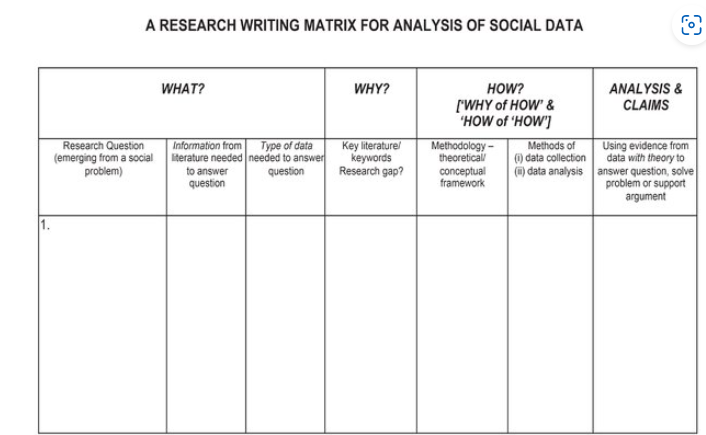 A RESEARCH WRITING MATRIX FOR ANALYSIS OF SOCIAL DATA
WHAT?
WHY?
HOW?
['WHY of HOW' &
'HOW of 'HOW']
ANALYSIS &
CLAIMS
Research Question
(emerging from a social
problem)
Information from
literature needed
to answer
question
Type of data
needed to answer
question
Key literature/
keywords
Research gap?
Methodology –
theoretical/
conceptual
framework
Methods of
(i) data collection
(ii) data analysis
Using evidence from
data with theory to
answer question, solve
problem or support
argument
1.